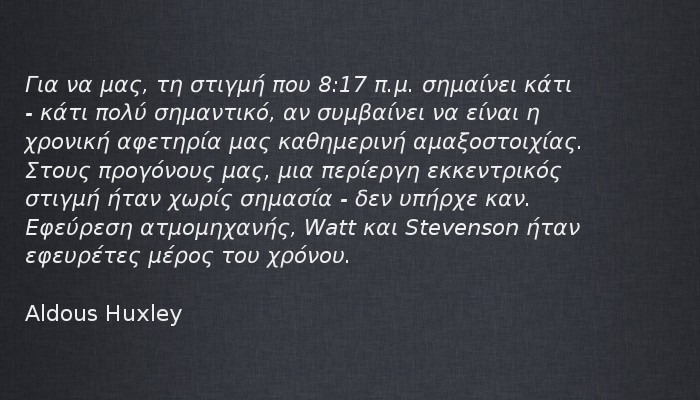 Για να μας, τη στιγμή που 8:17 π.μ. σημαίνει κάτι
- κάτι πολύ σημαντικό, αν συμβαίνει να είναι η
χρονική αφετηρία μας καθημερινή αμαξοστοιχίας.
Στους προγόνους μας, μια περίεργη εκκεντρικός
στιγμή ήταν χωρίς σημασία - δεν υπήρχε καν.
Εφεύρεση ατμομηχανής, Watt και Stevenson ήταν
εφευρέτες μέρος του χρόνου.
Aldous Huxley